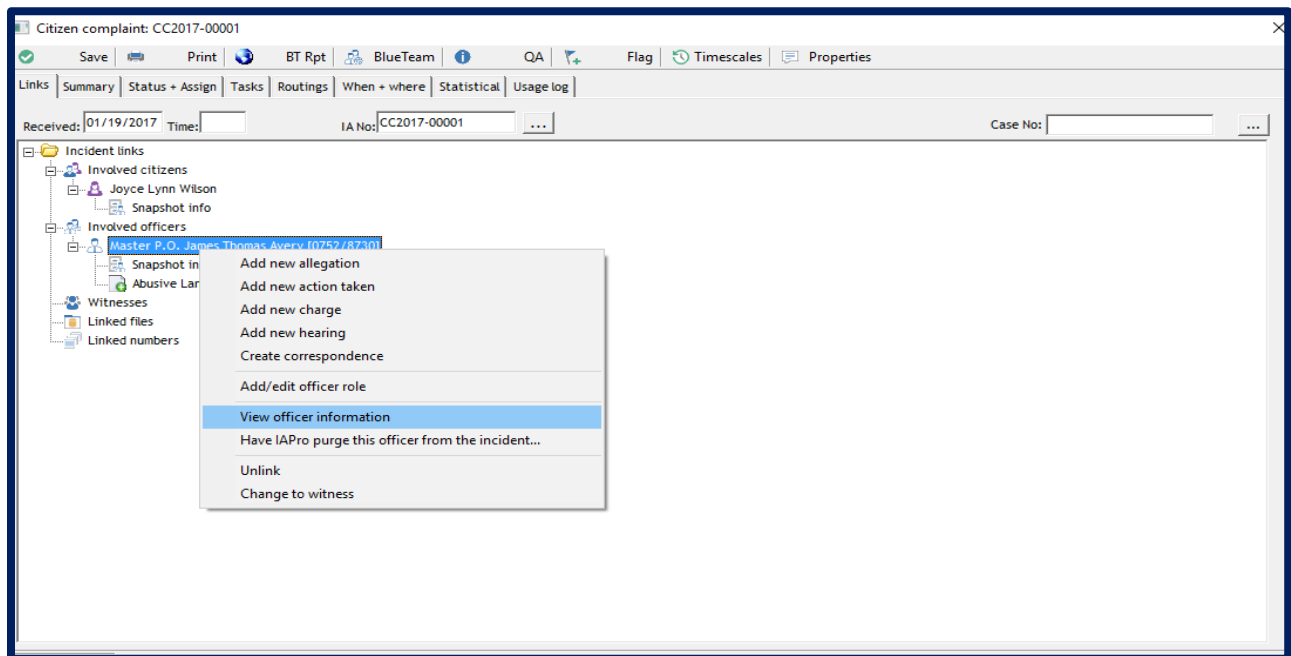 Citizen complaint: CC2017-00001
Save Print BT Rpt BlueTeam QA Flag Timescales Properties
Links Summary Status + Assign Tasks Routings When + where Statistical Usage log
Received: 01/19/2017 Time: IA No: CC2017-00001 ... Case No: ...
Incident links
Involved citizens
Joyce Lynn Wilson
Snapshot info
Involved officers
Master P.O. James Thomas Avery [0752/8730]
Snapshot in
Abusive Lan
Witnesses
Linked files
Linked numbers
Add new allegation
Add new action taken
Add new charge
Add new hearing
Create correspondence
Add/edit officer role
View officer information
Have IAPro purge this officer from the incident...
Unlink
Change to witness